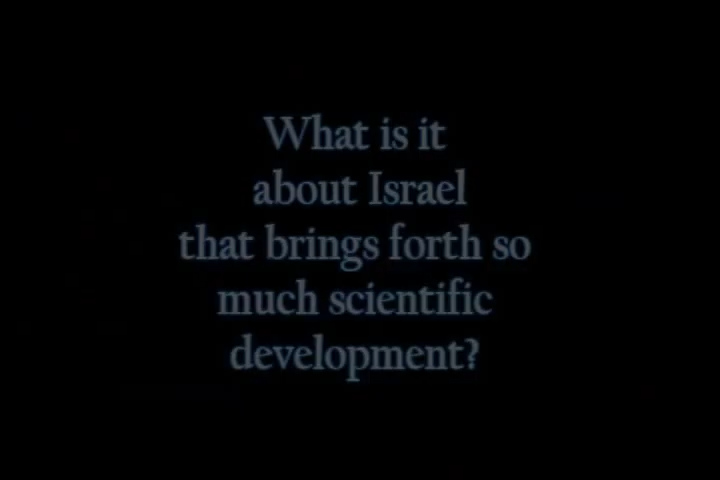 What is it
about Israel
that brings forth so
much scientific
development?